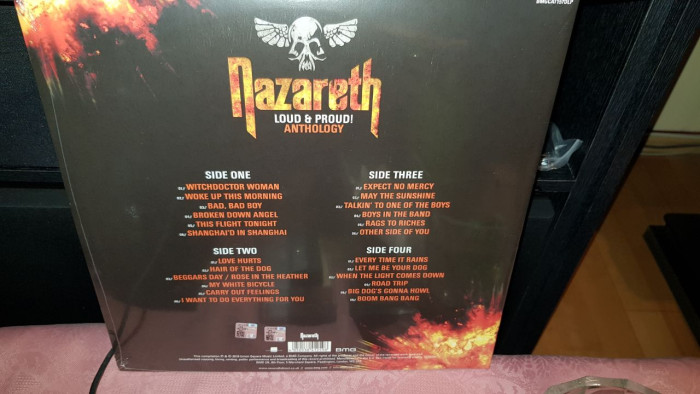 BMGCAT157DLP
Nazareth
LOUD & PROUD!
ANTHOLOGY
SIDE ONE
WITCHDOCTOR WOMAN
WOKE UP THIS MORNING
BAD, BAD BOY
BROKEN DOWN ANGEL
THIS FLIGHT TONIGHT
SHANGHAI'D IN SHANGHAI
SIDE TWO
LOVE HURTS
HAIR OF THE DOG
BEGGARS DAY / ROSE IN THE HEATHER
MY WHITE BICYCLE
CARRY OUT FEELINGS
I WANT TO DO EVERYTHING FOR YOU
SIDE THREE
EXPECT NO MERCY
MAY THE SUNSHINE
TALKIN' TO ONE OF THE BOYS
BOYS IN THE BAND
RAGS TO RICHES
OTHER SIDE OF YOU
SIDE FOUR
EVERY TIME IT RAINS
LET ME BE YOUR DOG
WHEN THE LIGHT COMES DOWN
ROAD TRIP
BIG DOG'S GONNA HOWL
BOOM BANG BANG
Nazareth
BMG